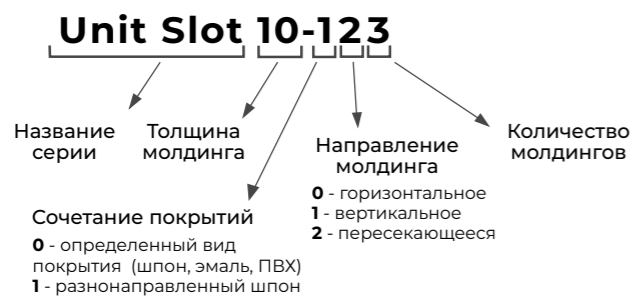 Unit Slot 10-123
Название
серии
Толщина
молдинга
Направление
молдинга
0 - горизонтальное
1 - вертикальное
2 - пересекающееся
Количество
молдингов
Сочетание покрытий
0 - определенный вид
покрытия (шпон, эмаль, ПВХ)
1 - разнонаправленный шпон